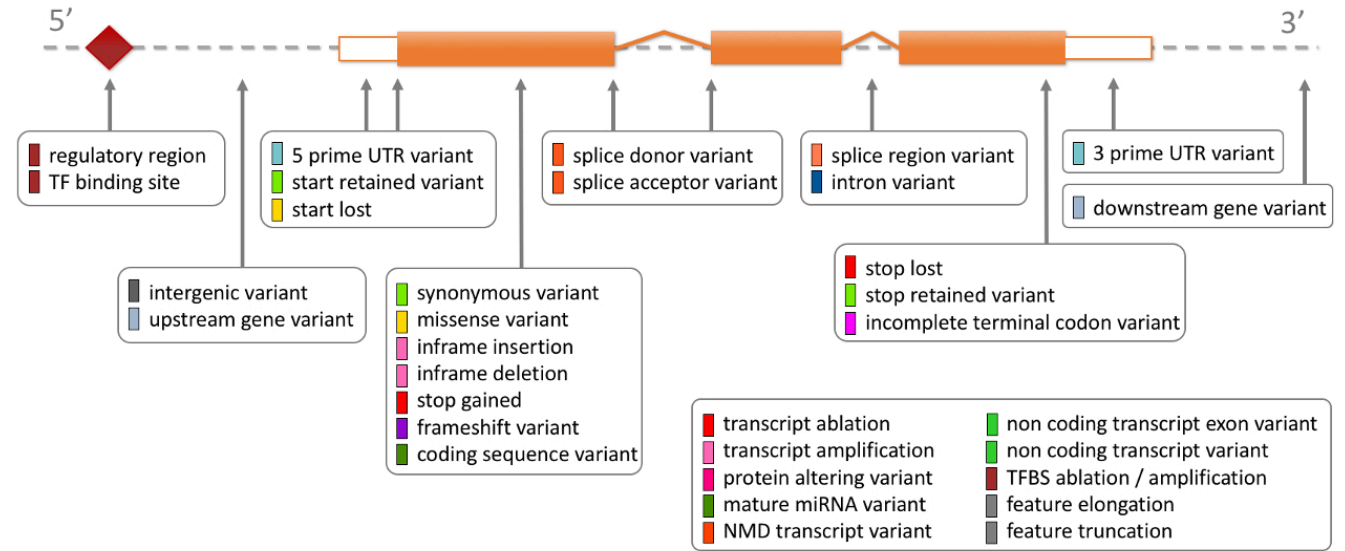 5’
3’
regulatory region
TF binding site
5 prime UTR variant
start retained variant
start lost
splice donor variant
splice acceptor variant
splice region variant
intron variant
3 prime UTR variant
downstream gene variant
intergenic variant
upstream gene variant
synonymous variant
missense variant
inframe insertion
inframe deletion
stop gained
frameshift variant
coding sequence variant
stop lost
stop retained variant
incomplete terminal codon variant
transcript ablation
transcript amplification
protein altering variant
mature miRNA variant
NMD transcript variant
non coding transcript exon variant
non coding transcript variant
TFBS ablation / amplification
feature elongation
feature truncation